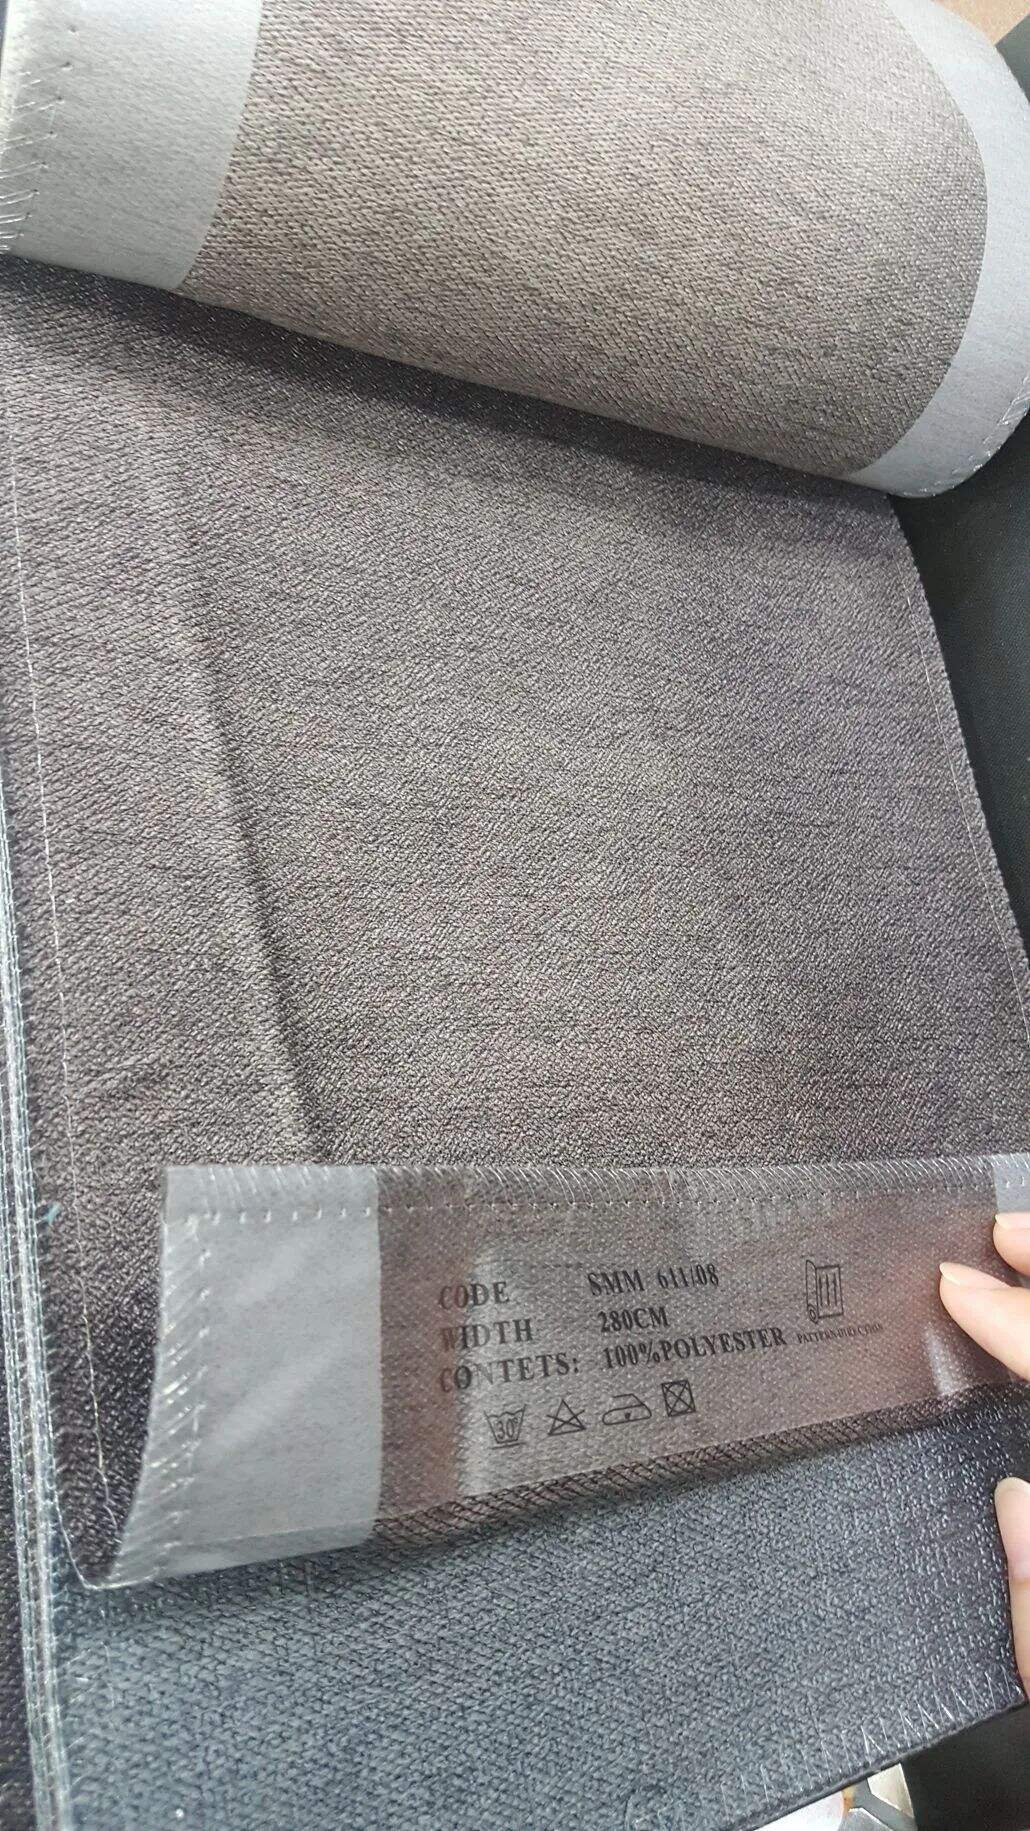 CODE SMM 611/08
WIDTH 280CM
CONTETS: 100%POLYESTER
30°